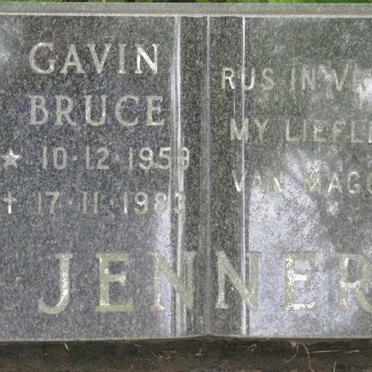 GAVIN
BRUCE
★ 10·12·1959
† 17·11·1983
RUS IN
MY
VAN
JENNER